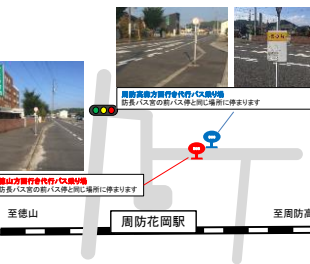 周防高森方面行き代行バス乗り場
防長バス宮の前バス停と同じ場所に停まります
徳山方面行き代行バス乗り場
防長バス宮の前バス停と同じ場所に停まります
至徳山
周防花岡駅
至周防高